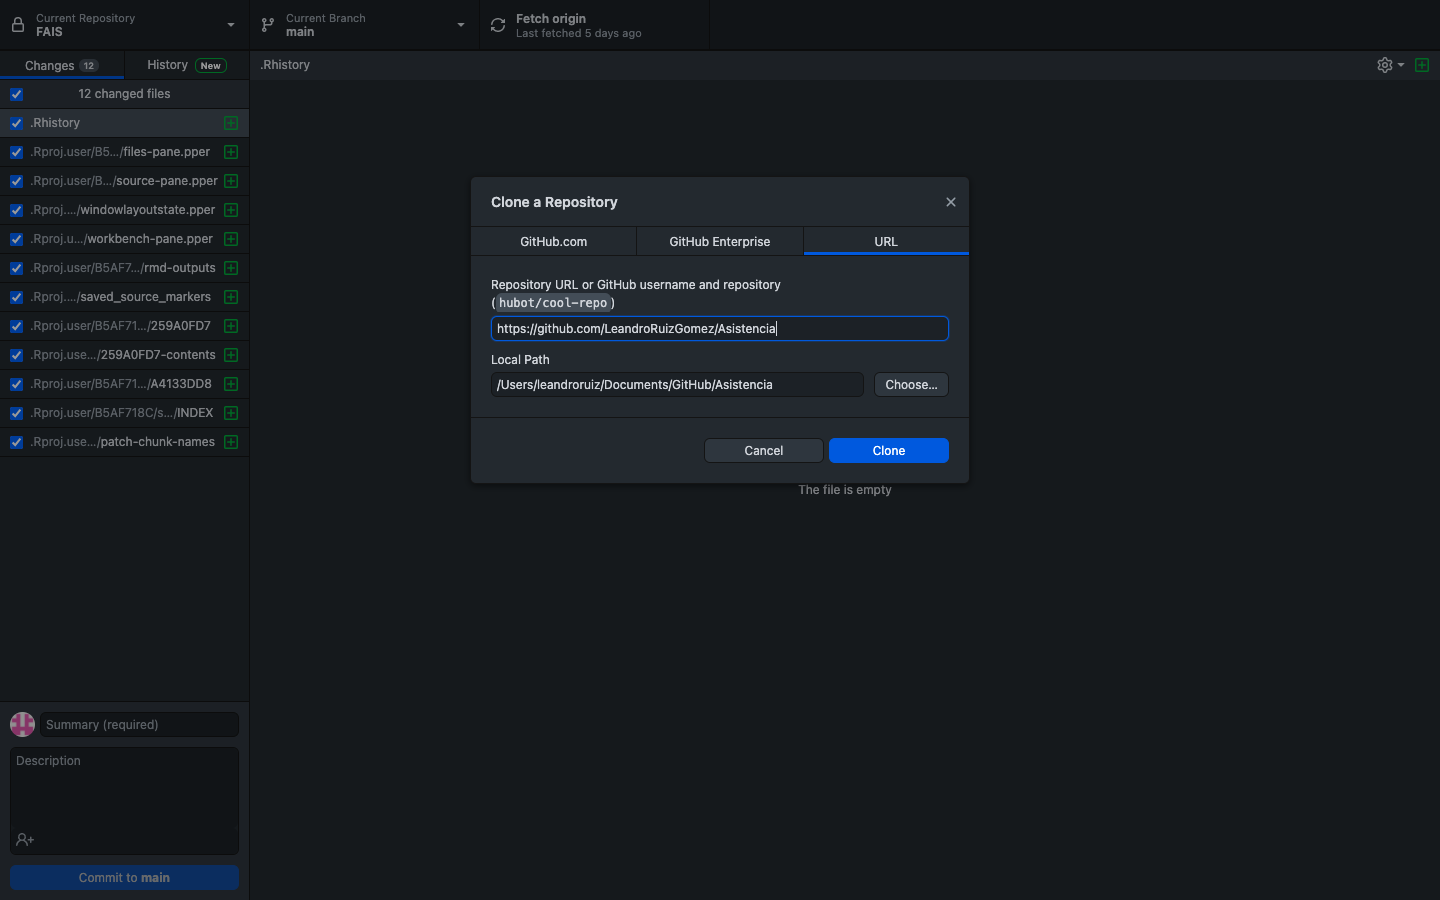 Current Repository
FAIS
Current Branch
main
Fetch origin
Last fetched 5 days ago
Changes 12
History New
.Rhistory
12 changed files
.Rhistory
.Rproj.user/B5.../files-pane.pper
.Rproj.user/B.../source-pane.pper
.Rproj..../windowlayoutstate.pper
.Rproj.u.../workbench-pane.pper
.Rproj.user/B5AF7.../rmd-outputs
.Rproj..../saved_source_markers
.Rproj.user/B5AF71.../259A0FD7
.Rproj.use.../259A0FD7-contents
.Rproj.user/B5AF71.../A4133DD8
.Rproj.user/B5AF718C/s.../INDEX
.Rproj.use.../patch-chunk-names
Clone a Repository
GitHub.com
GitHub Enterprise
URL
Repository URL or GitHub username and repository
(hubot/cool-repo)
https://github.com/LeandroRuizGomez/Asistencia
Local Path
/Users/leandroruiz/Documents/GitHub/Asistencia
Choose...
Cancel
Clone
The file is empty
Summary (required)
Description
Commit to main